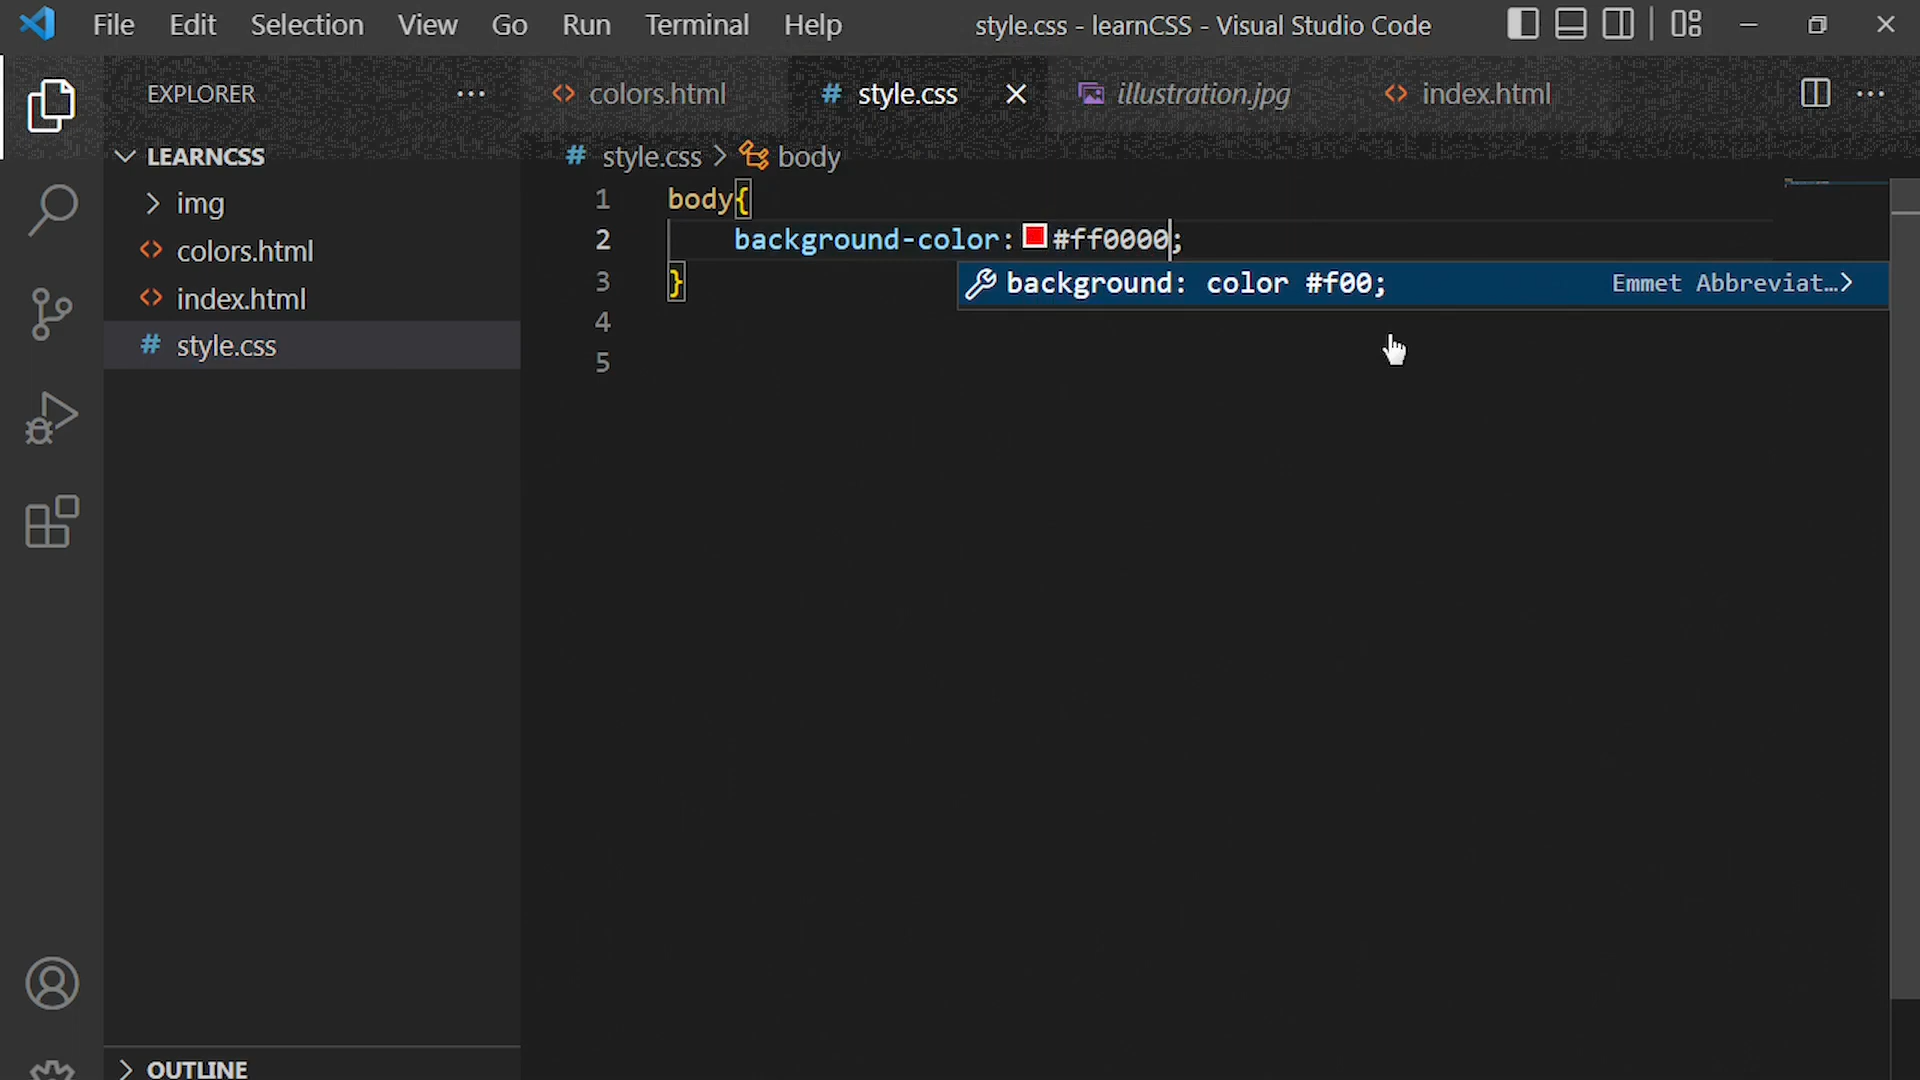 File Edit Selection View Go Run Terminal Help style.css - learnCSS - Visual Studio Code
EXPLORER
colors.html # style.css illustration.jpg index.html
LEARNCSS
# style.css > body
img
colors.html
index.html
# style.css
1 body{
2 background-color: #ff0000;
3 }
background: color #f00; Emmet Abbreviat…>
4
5
OUTLINE